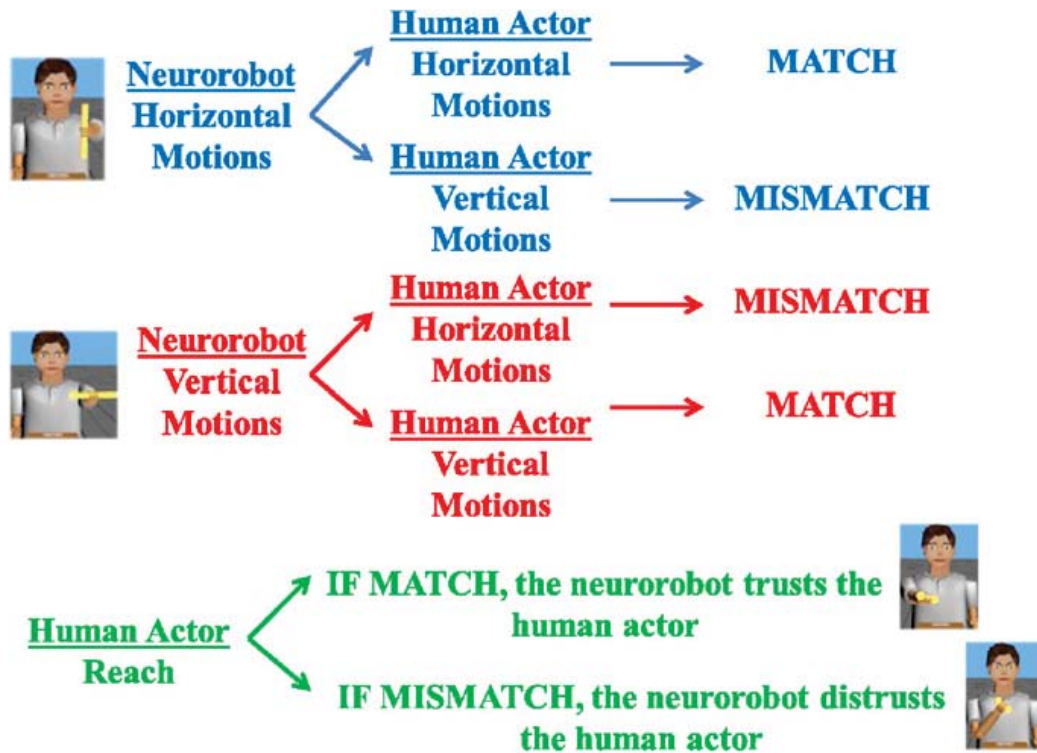 Neurorobot
Horizontal
Motions
Human Actor
Horizontal
Motions
MATCH
Human Actor
Vertical
Motions
MISMATCH
Neurorobot
Vertical
Motions
Human Actor
Horizontal
Motions
MISMATCH
Human Actor
Vertical
Motions
MATCH
Human Actor
Reach
IF MATCH, the neurorobot trusts the
human actor
IF MISMATCH, the neurorobot distrusts
the human actor